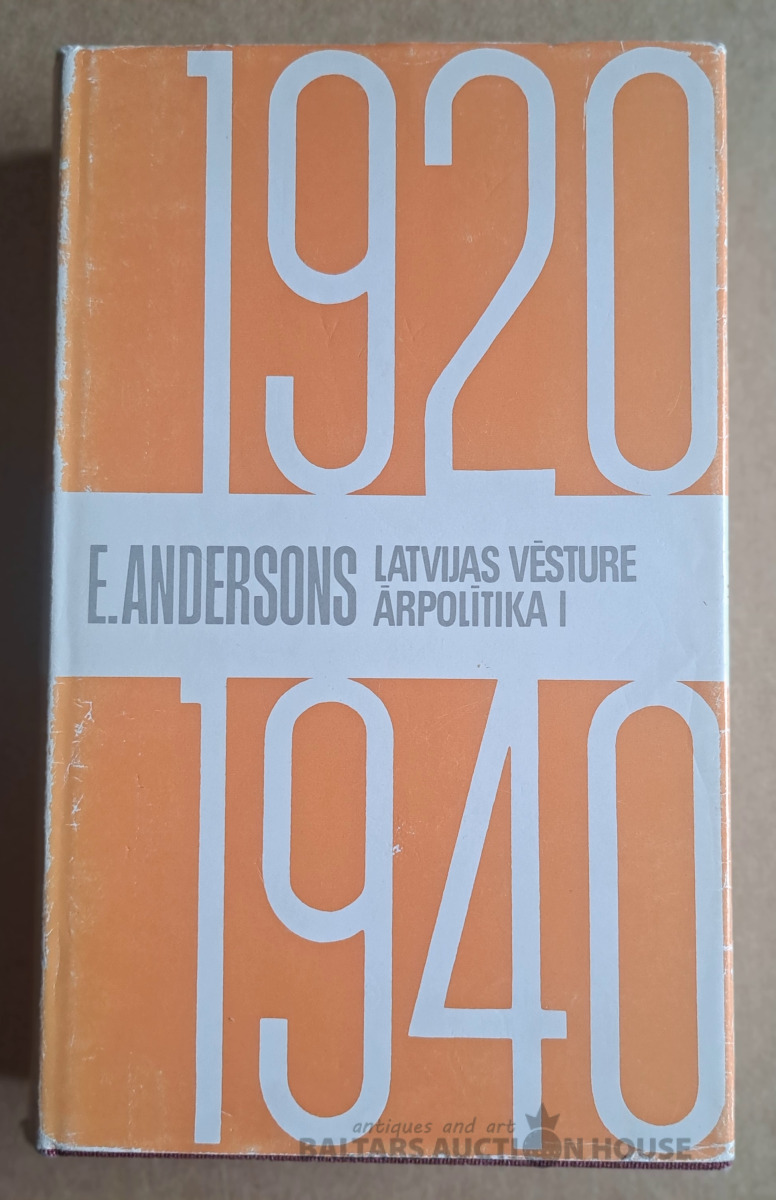 1920
E.ANDERSONS
LATVIJAS VĒSTURE
ĀRPOLĪTIKA I
1940
antiques and art
BALTARS AUCTION HOUSE